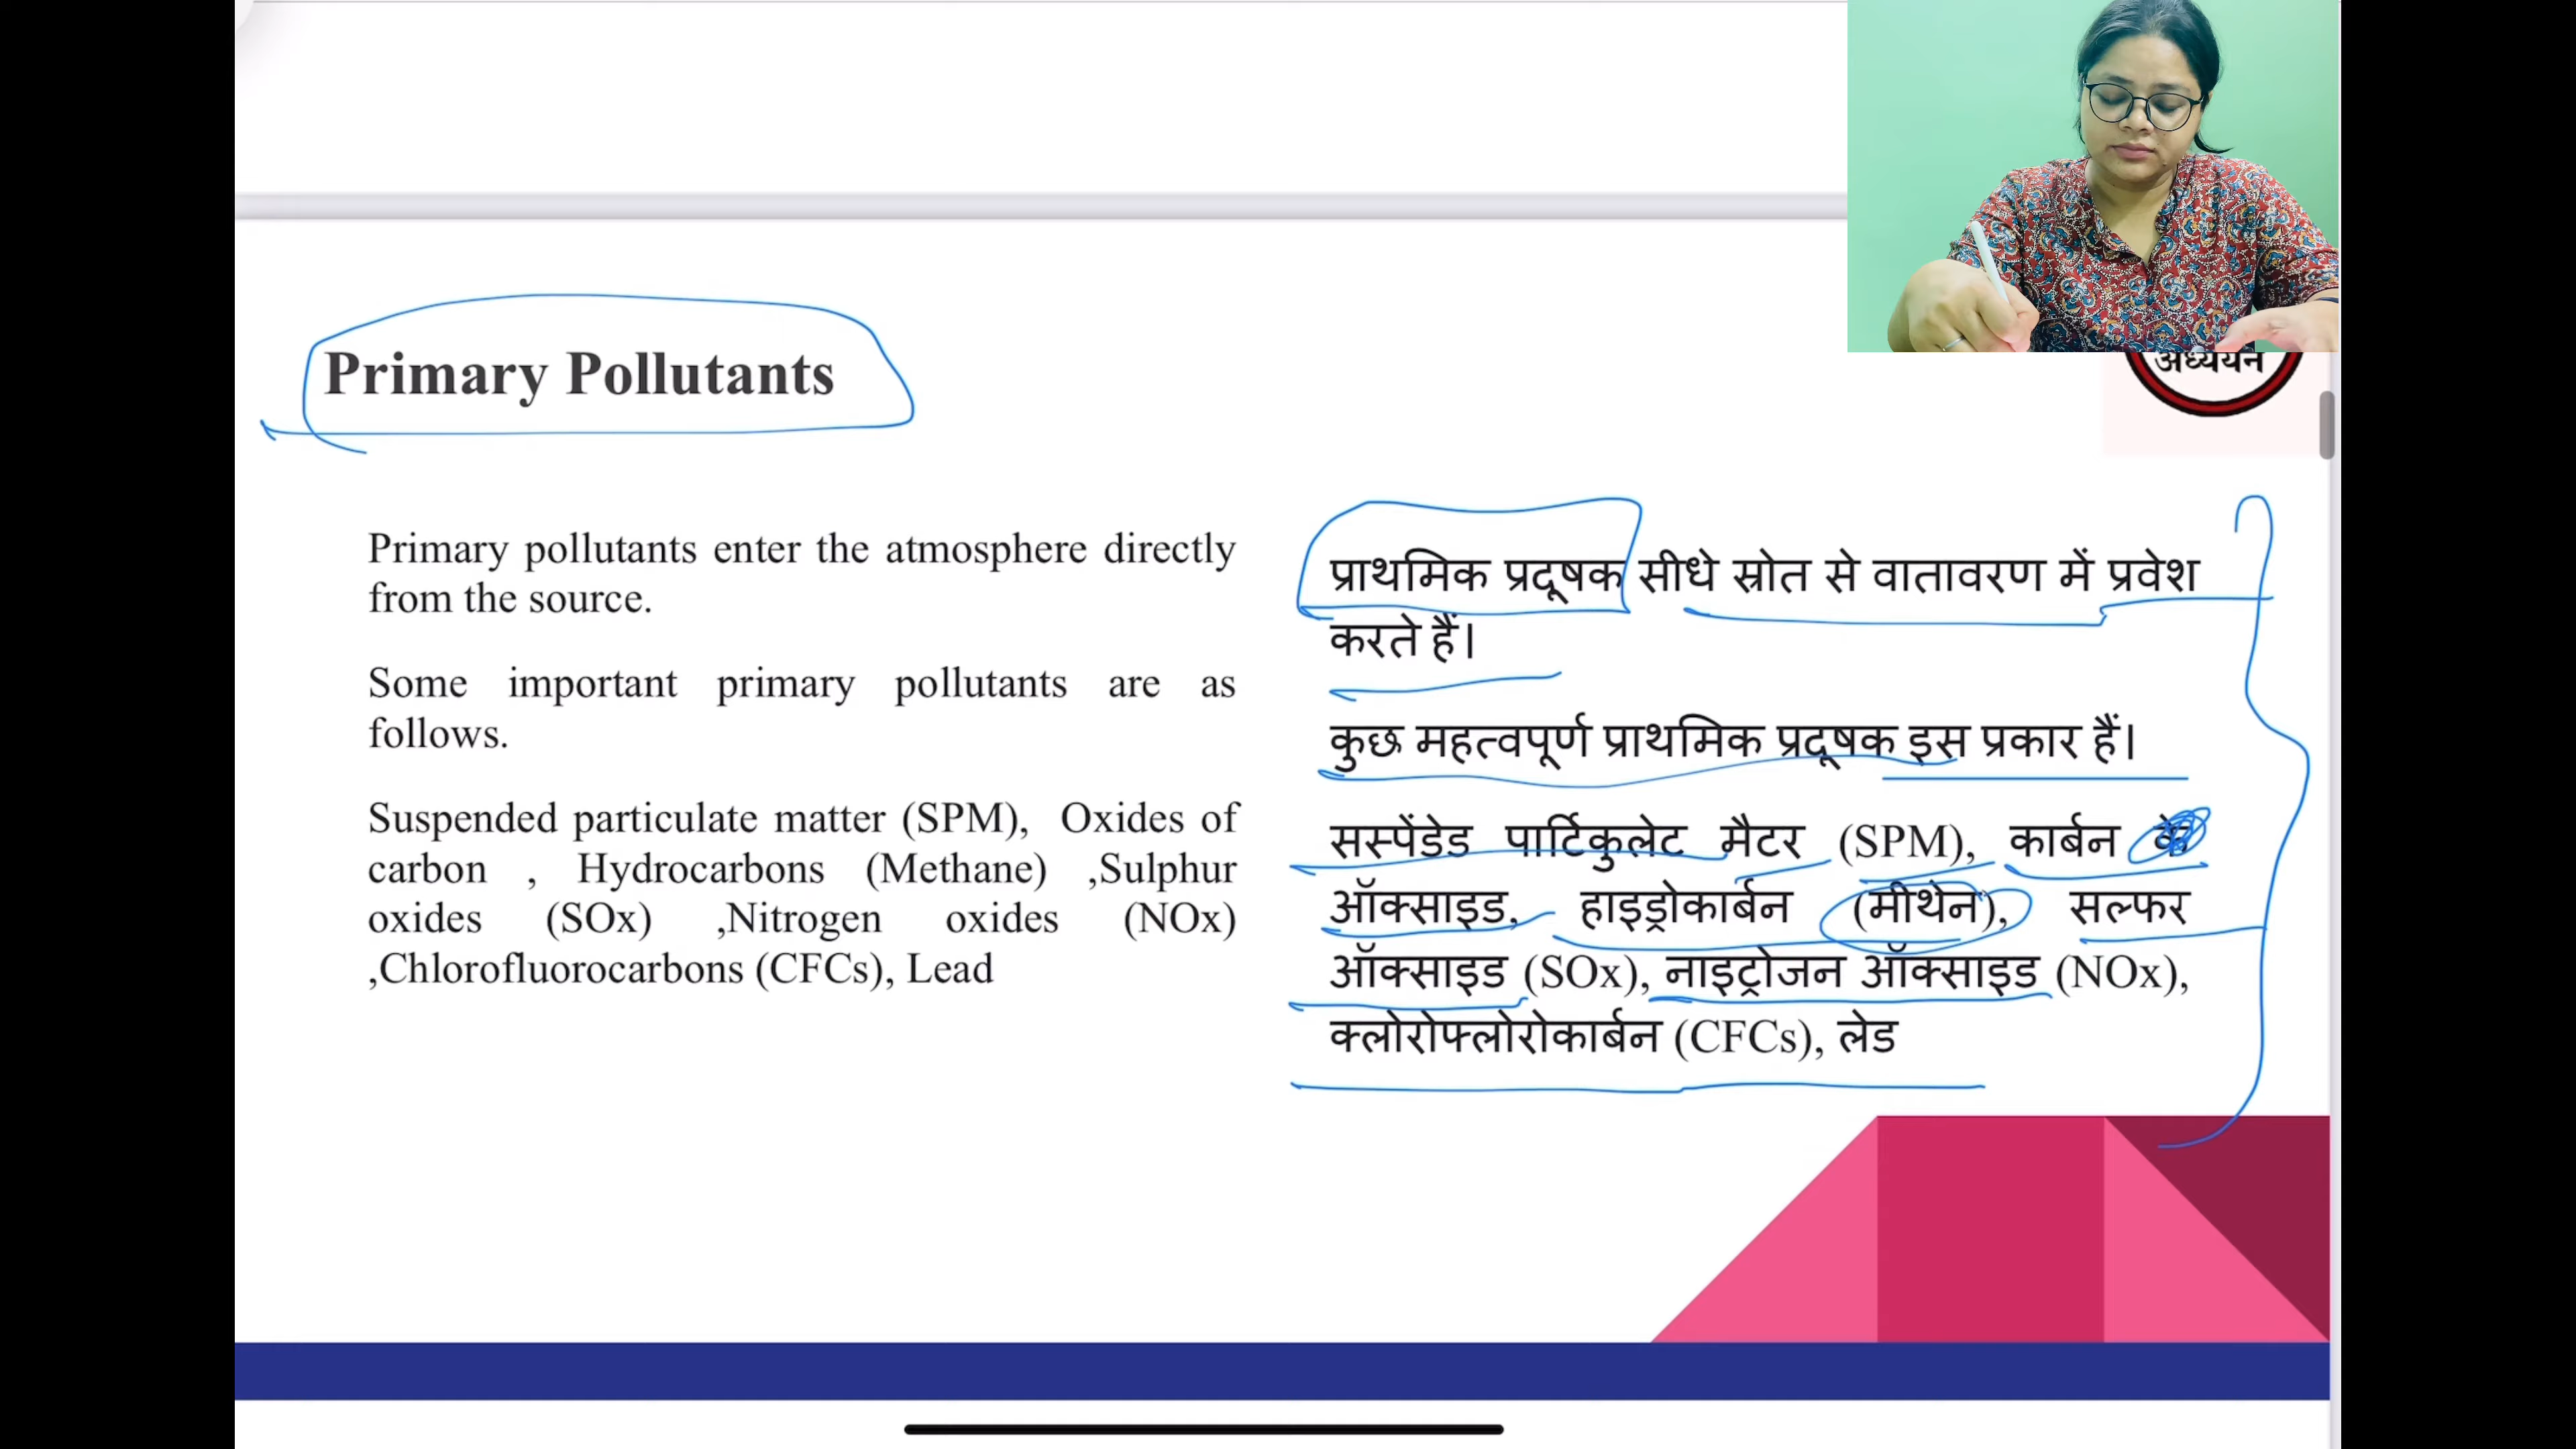 अध्ययन
Primary Pollutants
Primary pollutants enter the atmosphere directly
from the source.
Some important primary pollutants are as
follows.
Suspended particulate matter (SPM), Oxides of
carbon , Hydrocarbons (Methane) ,Sulphur
oxides (SOx) ,Nitrogen oxides (NOx)
,Chlorofluorocarbons (CFCs), Lead
प्राथमिक प्रदूषक सीधे स्रोत से वातावरण में प्रवेश
करते हैं।
कुछ महत्वपूर्ण प्राथमिक प्रदूषक इस प्रकार हैं।
सस्पेंडेड पार्टिकुलेट मैटर (SPM), कार्बन के
ऑक्साइड, हाइड्रोकार्बन (मीथेन), सल्फर
ऑक्साइड (SOx), नाइट्रोजन ऑक्साइड (NOx),
क्लोरोफ्लोरोकार्बन (CFCs), लेड